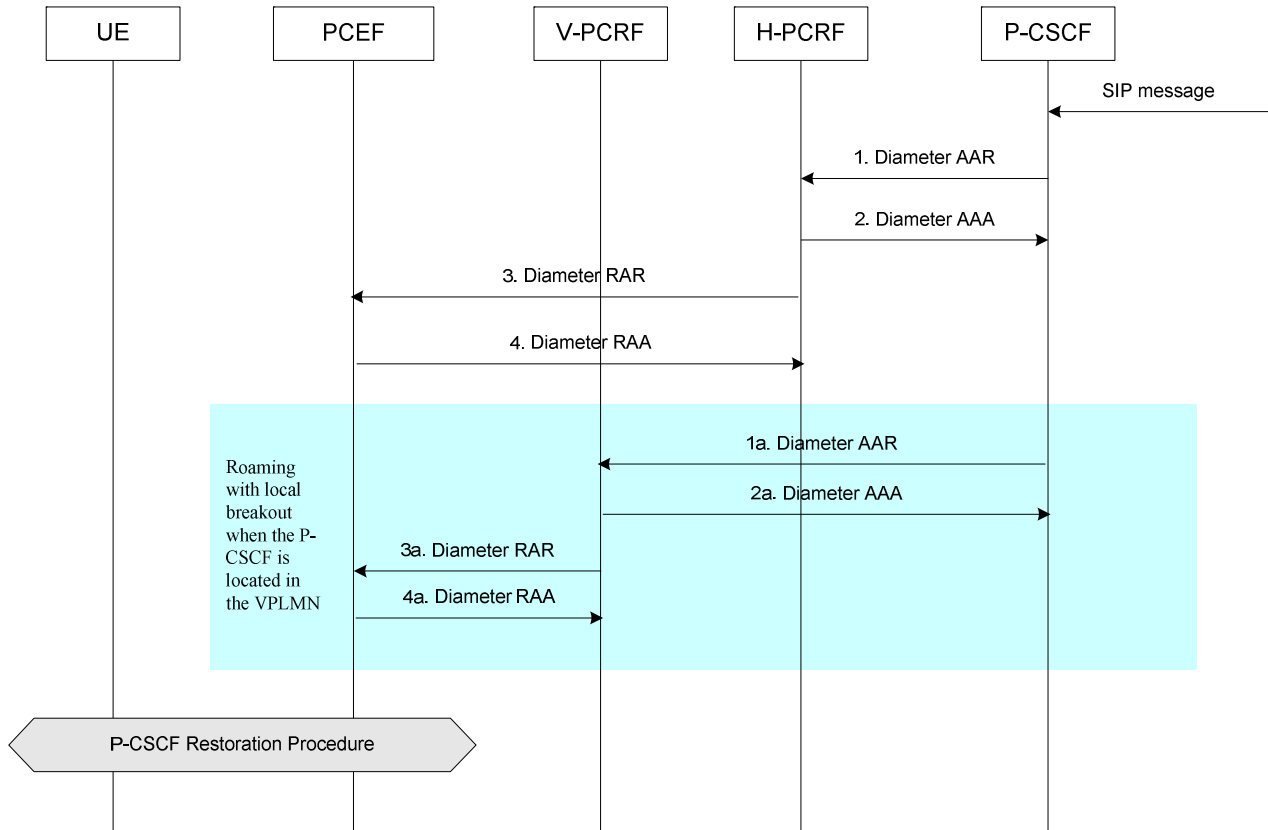 UE
PCEF
V-PCRF
H-PCRF
P-CSCF
SIP message
1. Diameter AAR
2. Diameter AAA
3. Diameter RAR
4. Diameter RAA
1a. Diameter AAR
Roaming
with local
breakout
when the P-
CSCF is
located in
the VPLMN
2a. Diameter AAA
3a. Diameter RAR
4a. Diameter RAA
P-CSCF Restoration Procedure